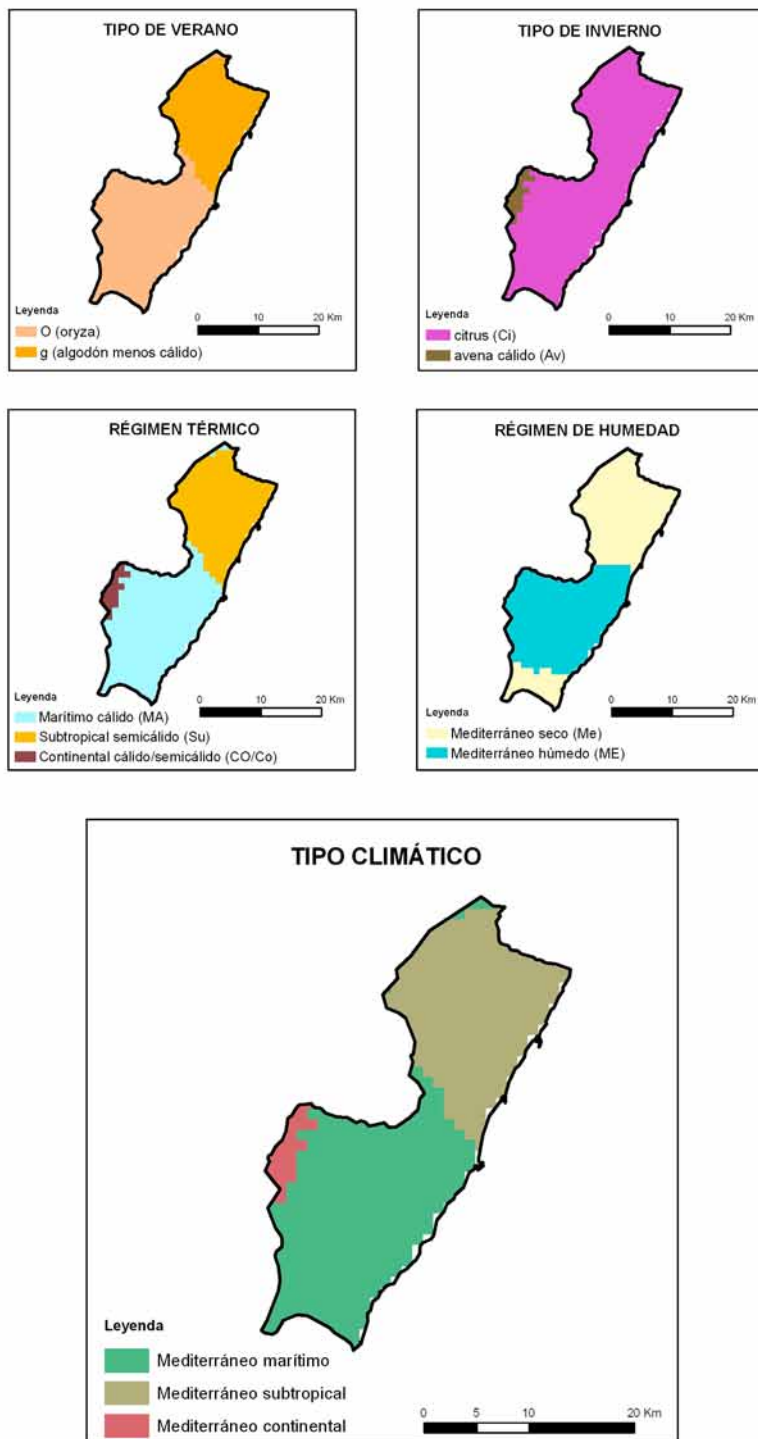 TIPO DE VERANO
Leyenda
O (oryza)
g (algodón menos cálido)
0 10 20 Km
TIPO DE INVIERNO
Leyenda
citrus (Ci)
avena cálido (Av)
0 10 20 Km
RÉGIMEN TÉRMICO
Leyenda
Marítimo cálido (MA)
Subtropical semicálido (Su)
Continental cálido/semicálido (CO/Co)
0 10 20 Km
RÉGIMEN DE HUMEDAD
Leyenda
Mediterráneo seco (Me)
Mediterráneo húmedo (ME)
0 10 20 Km
TIPO CLIMÁTICO
Leyenda
Mediterráneo marítimo
Mediterráneo subtropical
Mediterráneo continental
0 5 10 20 Km